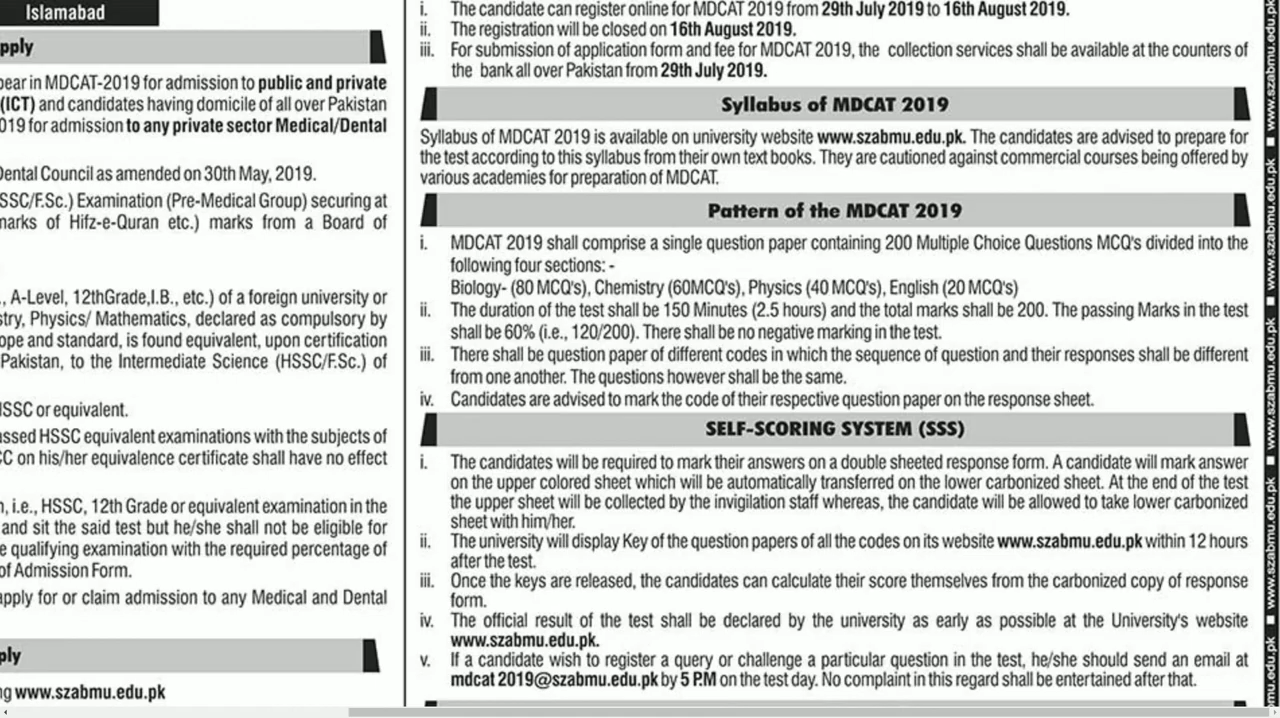 Islamabad
pply
pear in MDCAT-2019 for admission to public and private
(ICT) and candidates having domicile of all over Pakistan
019 for admission to any private sector Medical/Dental
Dental Council as amended on 30th May, 2019.
SSC/F.Sc.) Examination (Pre-Medical Group) securing at
marks of Hifz-e-Quran etc.) marks from a Board of
., A-Level, 12thGrade,I.B., etc.) of a foreign university or
stry, Physics/ Mathematics, declared as compulsory by
ope and standard, is found equivalent, upon certification
Pakistan, to the Intermediate Science (HSSC/F.Sc.) of
HSSC or equivalent.
assed HSSC equivalent examinations with the subjects of
CC on his/her equivalence certificate shall have no effect
n, i.e., HSSC, 12th Grade or equivalent examination in the
and sit the said test but he/she shall not be eligible for
e qualifying examination with the required percentage of
of Admission Form.
apply for or claim admission to any Medical and Dental
ply
ng www.szabmu.edu.pk
i. The candidate can register online for MDCAT 2019 from 29th July 2019 to 16th August 2019.
ii. The registration will be closed on 16th August 2019.
iii. For submission of application form and fee for MDCAT 2019, the collection services shall be available at the counters of
the bank all over Pakistan from 29th July 2019.
Syllabus of MDCAT 2019
Syllabus of MDCAT 2019 is available on university website www.szabmu.edu.pk. The candidates are advised to prepare for
the test according to this syllabus from their own text books. They are cautioned against commercial courses being offered by
various academies for preparation of MDCAT.
Pattern of the MDCAT 2019
i. MDCAT 2019 shall comprise a single question paper containing 200 Multiple Choice Questions MCQ's divided into the
following four sections: -
Biology- (80 MCQ's), Chemistry (60MCQ's), Physics (40 MCQ's), English (20 MCQ's)
ii. The duration of the test shall be 150 Minutes (2.5 hours) and the total marks shall be 200. The passing Marks in the test
shall be 60% (i.e., 120/200). There shall be no negative marking in the test.
iii. There shall be question paper of different codes in which the sequence of question and their responses shall be different
from one another. The questions however shall be the same.
iv. Candidates are advised to mark the code of their respective question paper on the response sheet.
SELF-SCORING SYSTEM (SSS)
i. The candidates will be required to mark their answers on a double sheeted response form. A candidate will mark answer
on the upper colored sheet which will be automatically transferred on the lower carbonized sheet. At the end of the test
the upper sheet will be collected by the invigilation staff whereas, the candidate will be allowed to take lower carbonized
sheet with him/her.
ii. The university will display Key of the question papers of all the codes on its website www.szabmu.edu.pk within 12 hours
after the test.
iii. Once the keys are released, the candidates can calculate their score themselves from the carbonized copy of response
form.
iv. The official result of the test shall be declared by the university as early as possible at the University's website
www.szabmu.edu.pk.
v. If a candidate wish to register a query or challenge a particular question in the test, he/she should send an email at
mdcat 2019@szabmu.edu.pk by 5 P.M on the test day. No complaint in this regard shall be entertained after that.
mu.edu.pk ■ www.szabmu.edu.pk ■ www.szabmu.edu.pk ■ www.szabmu.edu.pk ■ www.szabmu.edu.pk